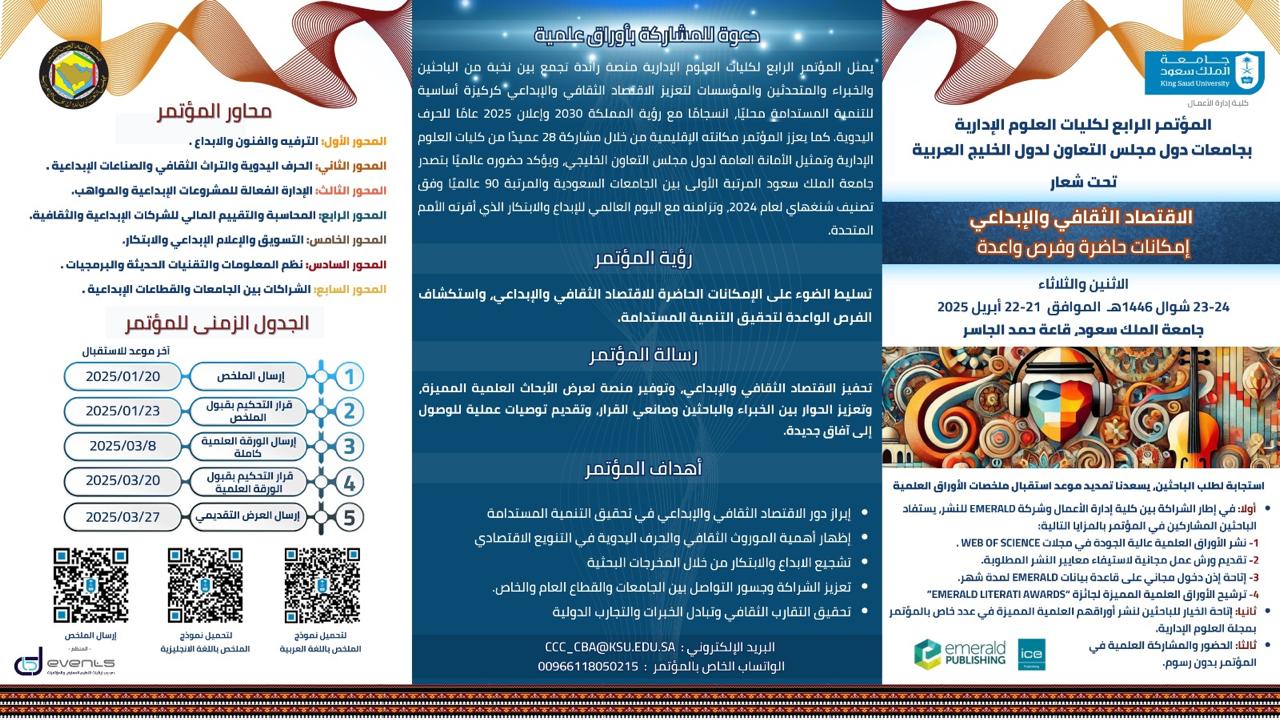 جامعة
الملك سعود
King Saud University
كلية إدارة الأعمال
المؤتمر الرابع لكليات العلوم الإدارية
بجامعات دول مجلس التعاون لدول الخليج العربية
تحت شعار
الاقتصاد الثقافي والإبداعي
إمكانات حاضرة وفرص واعدة
الاثنين والثلاثاء
23-24 شوال 1446هـ الموافق 21-22 أبريل 2025
جامعة الملك سعود، قاعة حمد الجاسر
استجابة لطلب الباحثين، يسعدنا تمديد موعد استقبال ملخصات الأوراق العلمية
أولا: في إطار الشراكة بين كلية إدارة الأعمال وشركة EMERALD للنشر، يستفاد
الباحثين المشاركين في المؤتمر بالمزايا التالية:
1- نشر الأوراق العلمية عالية الجودة في مجلات WEB OF SCIENCE .
2- تقديم ورش عمل مجانية لاستيفاء معايير النشر المطلوبة.
3- إتاحة إذن دخول مجاني على قاعدة بيانات EMERALD لمدة شهر.
4- ترشيح الأوراق العلمية المميزة لجائزة “EMERALD LITERATI AWARDS”
ثانيا: إتاحة الخيار للباحثين لنشر أوراقهم العلمية المميزة في عدد خاص بالمؤتمر
بمجلة العلوم الإدارية.
ثالثا: الحضور والمشاركة العلمية في
المؤتمر بدون رسوم.
emerald
PUBLISHING
ice
Publishing
دعوة للمشاركة بأوراق علمية
يمثل المؤتمر الرابع لكليات العلوم الإدارية منصة رائدة تجمع بين نخبة من الباحثين
والخبراء والمتحدثين والمؤسسات لتعزيز الاقتصاد الثقافي والإبداعي كركيزة أساسية
للتنمية المستدامة محليًا، انسجامًا مع رؤية المملكة 2030 وإعلان 2025 عامًا للحرف
اليدوية. كما يعزز المؤتمر مكانته الإقليمية من خلال مشاركة 28 عميدًا من كليات العلوم
الإدارية وتمثيل الأمانة العامة لدول مجلس التعاون الخليجي، ويؤكد حضوره عالميًا بتصدر
جامعة الملك سعود المرتبة الأولى بين الجامعات السعودية والمرتبة 90 عالميًا وفق
تصنيف شنغهاي لعام 2024، وتزامنه مع اليوم العالمي للإبداع والابتكار الذي أقرته الأمم
المتحدة.
رؤية المؤتمر
تسليط الضوء على الإمكانات الحاضرة للاقتصاد الثقافي والإبداعي، واستكشاف
الفرص الواعدة لتحقيق التنمية المستدامة.
رسالة المؤتمر
تحفيز الاقتصاد الثقافي والإبداعي، وتوفير منصة لعرض الأبحاث العلمية المميزة،
وتعزيز الحوار بين الخبراء والباحثين وصانعي القرار، وتقديم توصيات عملية للوصول
إلى آفاق جديدة.
أهداف المؤتمر
إبراز دور الاقتصاد الثقافي والإبداعي في تحقيق التنمية المستدامة
إظهار أهمية الموروث الثقافي والحرف اليدوية في التنويع الاقتصادي
تشجيع الابداع والابتكار من خلال المخرجات البحثية
تعزيز الشراكة وجسور التواصل بين الجامعات والقطاع العام والخاص.
تحقيق التقارب الثقافي وتبادل الخبرات والتجارب الدولية
البريد الإلكتروني : CCC_CBA@KSU.EDU.SA
الواتساب الخاص بالمؤتمر : 00966118050215
محاور المؤتمر
المحور الأول: الترفيه والفنون والابداع .
المحور الثاني: الحرف اليدوية والتراث الثقافي والصناعات الإبداعية .
المحور الثالث: الإدارة الفعالة للمشروعات الإبداعية والمواهب.
المحور الرابع: المحاسبة والتقييم المالي للشركات الإبداعية والثقافية.
المحور الخامس: التسويق والإعلام الإبداعي والابتكار.
المحور السادس: نظم المعلومات والتقنيات الحديثة والبرمجيات .
المحور السابع: الشراكات بين الجامعات والقطاعات الإبداعية .
الجدول الزمنى للمؤتمر
آخر موعد للاستقبال
1 إرسال الملخص 2025/01/20
2 قرار التحكيم بقبول
الملخص 2025/01/23
3 إرسال الورقة العلمية
كاملة 2025/03/8
4 قرار التحكيم بقبول
الورقة العلمية 2025/03/20
5 إرسال العرض التقديمي 2025/03/27
لتحميل نموذج
الملخص باللغة العربية
لتحميل نموذج
الملخص باللغة الانجليزية
إرسال الملخص
- المنظم -
events